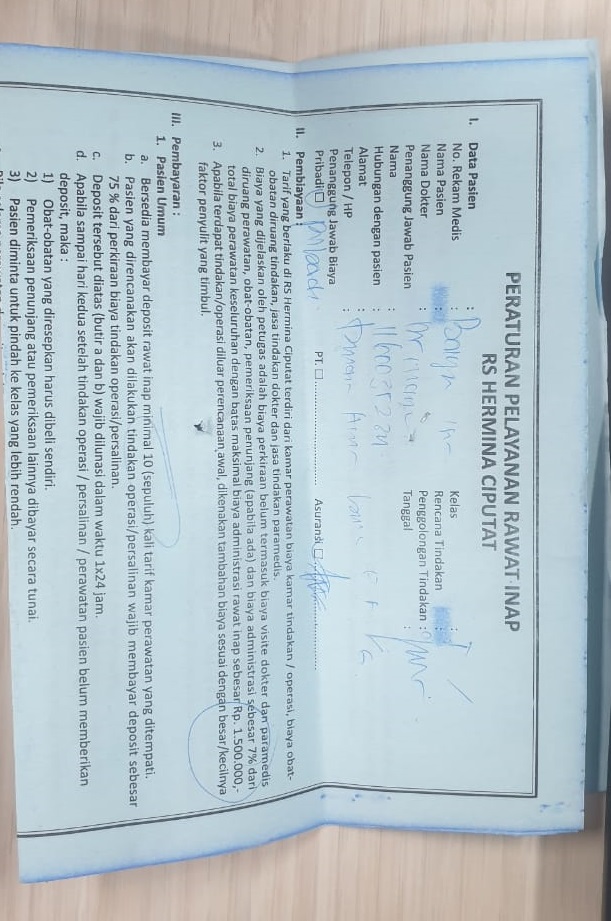 PERATURAN PELAYANAN RAWAT INAP
RS HERMINA CIPUTAT
I. Data Pasien
No. Rekam Medis : Kelas :
Nama Pasien : Rencana Tindakan :
Nama Dokter : Penggolongan Tindakan :
Penanggung Jawab Pasien Tanggal :
Nama :
Hubungan dengan pasien :
Alamat :
Telepon / HP :
Penanggung Jawab Biaya
Pribadi □ pribadi PT □ Asuransi □
II. Pembiayaan :
1. Tarif yang berlaku di RS Hermina Ciputat terdiri dari kamar perawatan biaya kamar tindakan / operasi, biaya obat-
obatan diruang tindakan, jasa tindakan dokter dan jasa tindakan paramedis.
2. Biaya yang dijelaskan oleh petugas adalah biaya perkiraan belum termasuk biaya visite dokter dan paramedis
diruang perawatan, obat-obatan, pemeriksaan penunjang (apabila ada) dan biaya administrasi sebesar 7% dari
total biaya perawatan keseluruhan dengan batas maksimal biaya administrasi rawat inap sebesar Rp. 1.500.000,-
3. Apabila terdapat tindakan/operasi diluar perencanaan awal, dikenakan tambahan biaya sesuai dengan besar/kecilnya
faktor penyulit yang timbul.
III. Pembayaran :
1. Pasien Umum
a. Bersedia membayar deposit rawat inap minimal 10 (sepuluh) kali tarif kamar perawatan yang ditempati.
b. Pasien yang direncanakan akan dilakukan tindakan operasi/persalinan wajib membayar deposit sebesar
75 % dari perkiraan biaya tindakan operasi/persalinan.
c. Deposit tersebut diatas (butir a dan b) wajib dilunasi dalam waktu 1x24 jam.
d. Apabila sampai hari kedua setelah tindakan operasi / persalinan / perawatan pasien belum memberikan
deposit, maka :
1) Obat-obatan yang diresepkan harus dibeli sendiri.
2) Pemeriksaan penunjang atau pemeriksaan lainnya dibayar secara tunai.
3) Pasien diminta untuk pindah ke kelas yang lebih rendah.